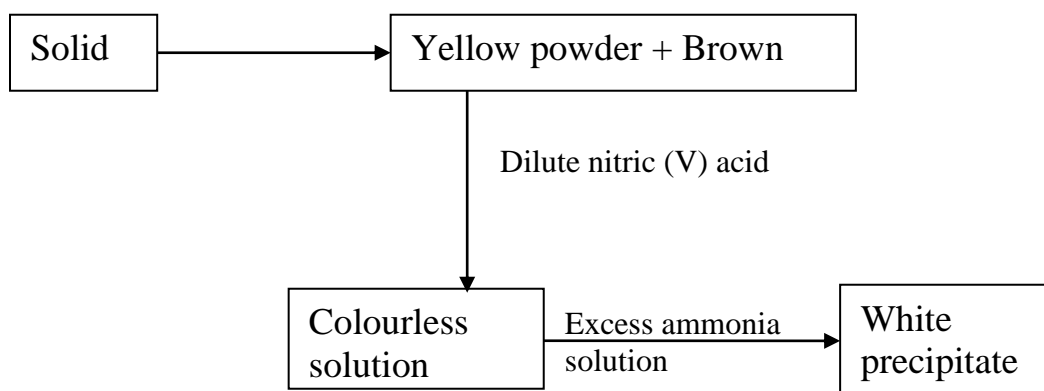 Solid
Yellow powder + Brown
Dilute nitric (V) acid
Colourless
solution
Excess ammonia
solution
White
precipitate